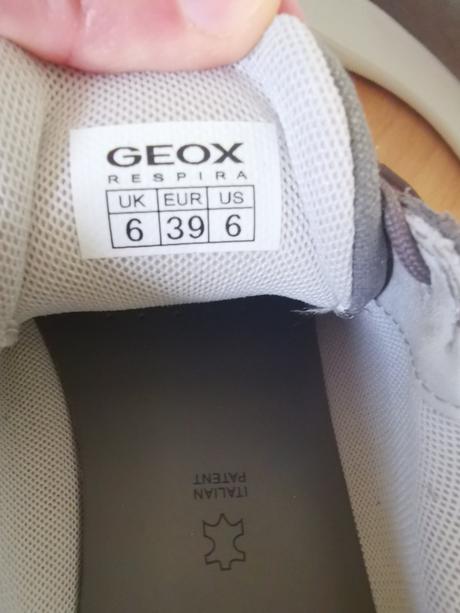 GEOX
RESPIRA
UK EUR US
6 39 6
ITALIAN
PATENT